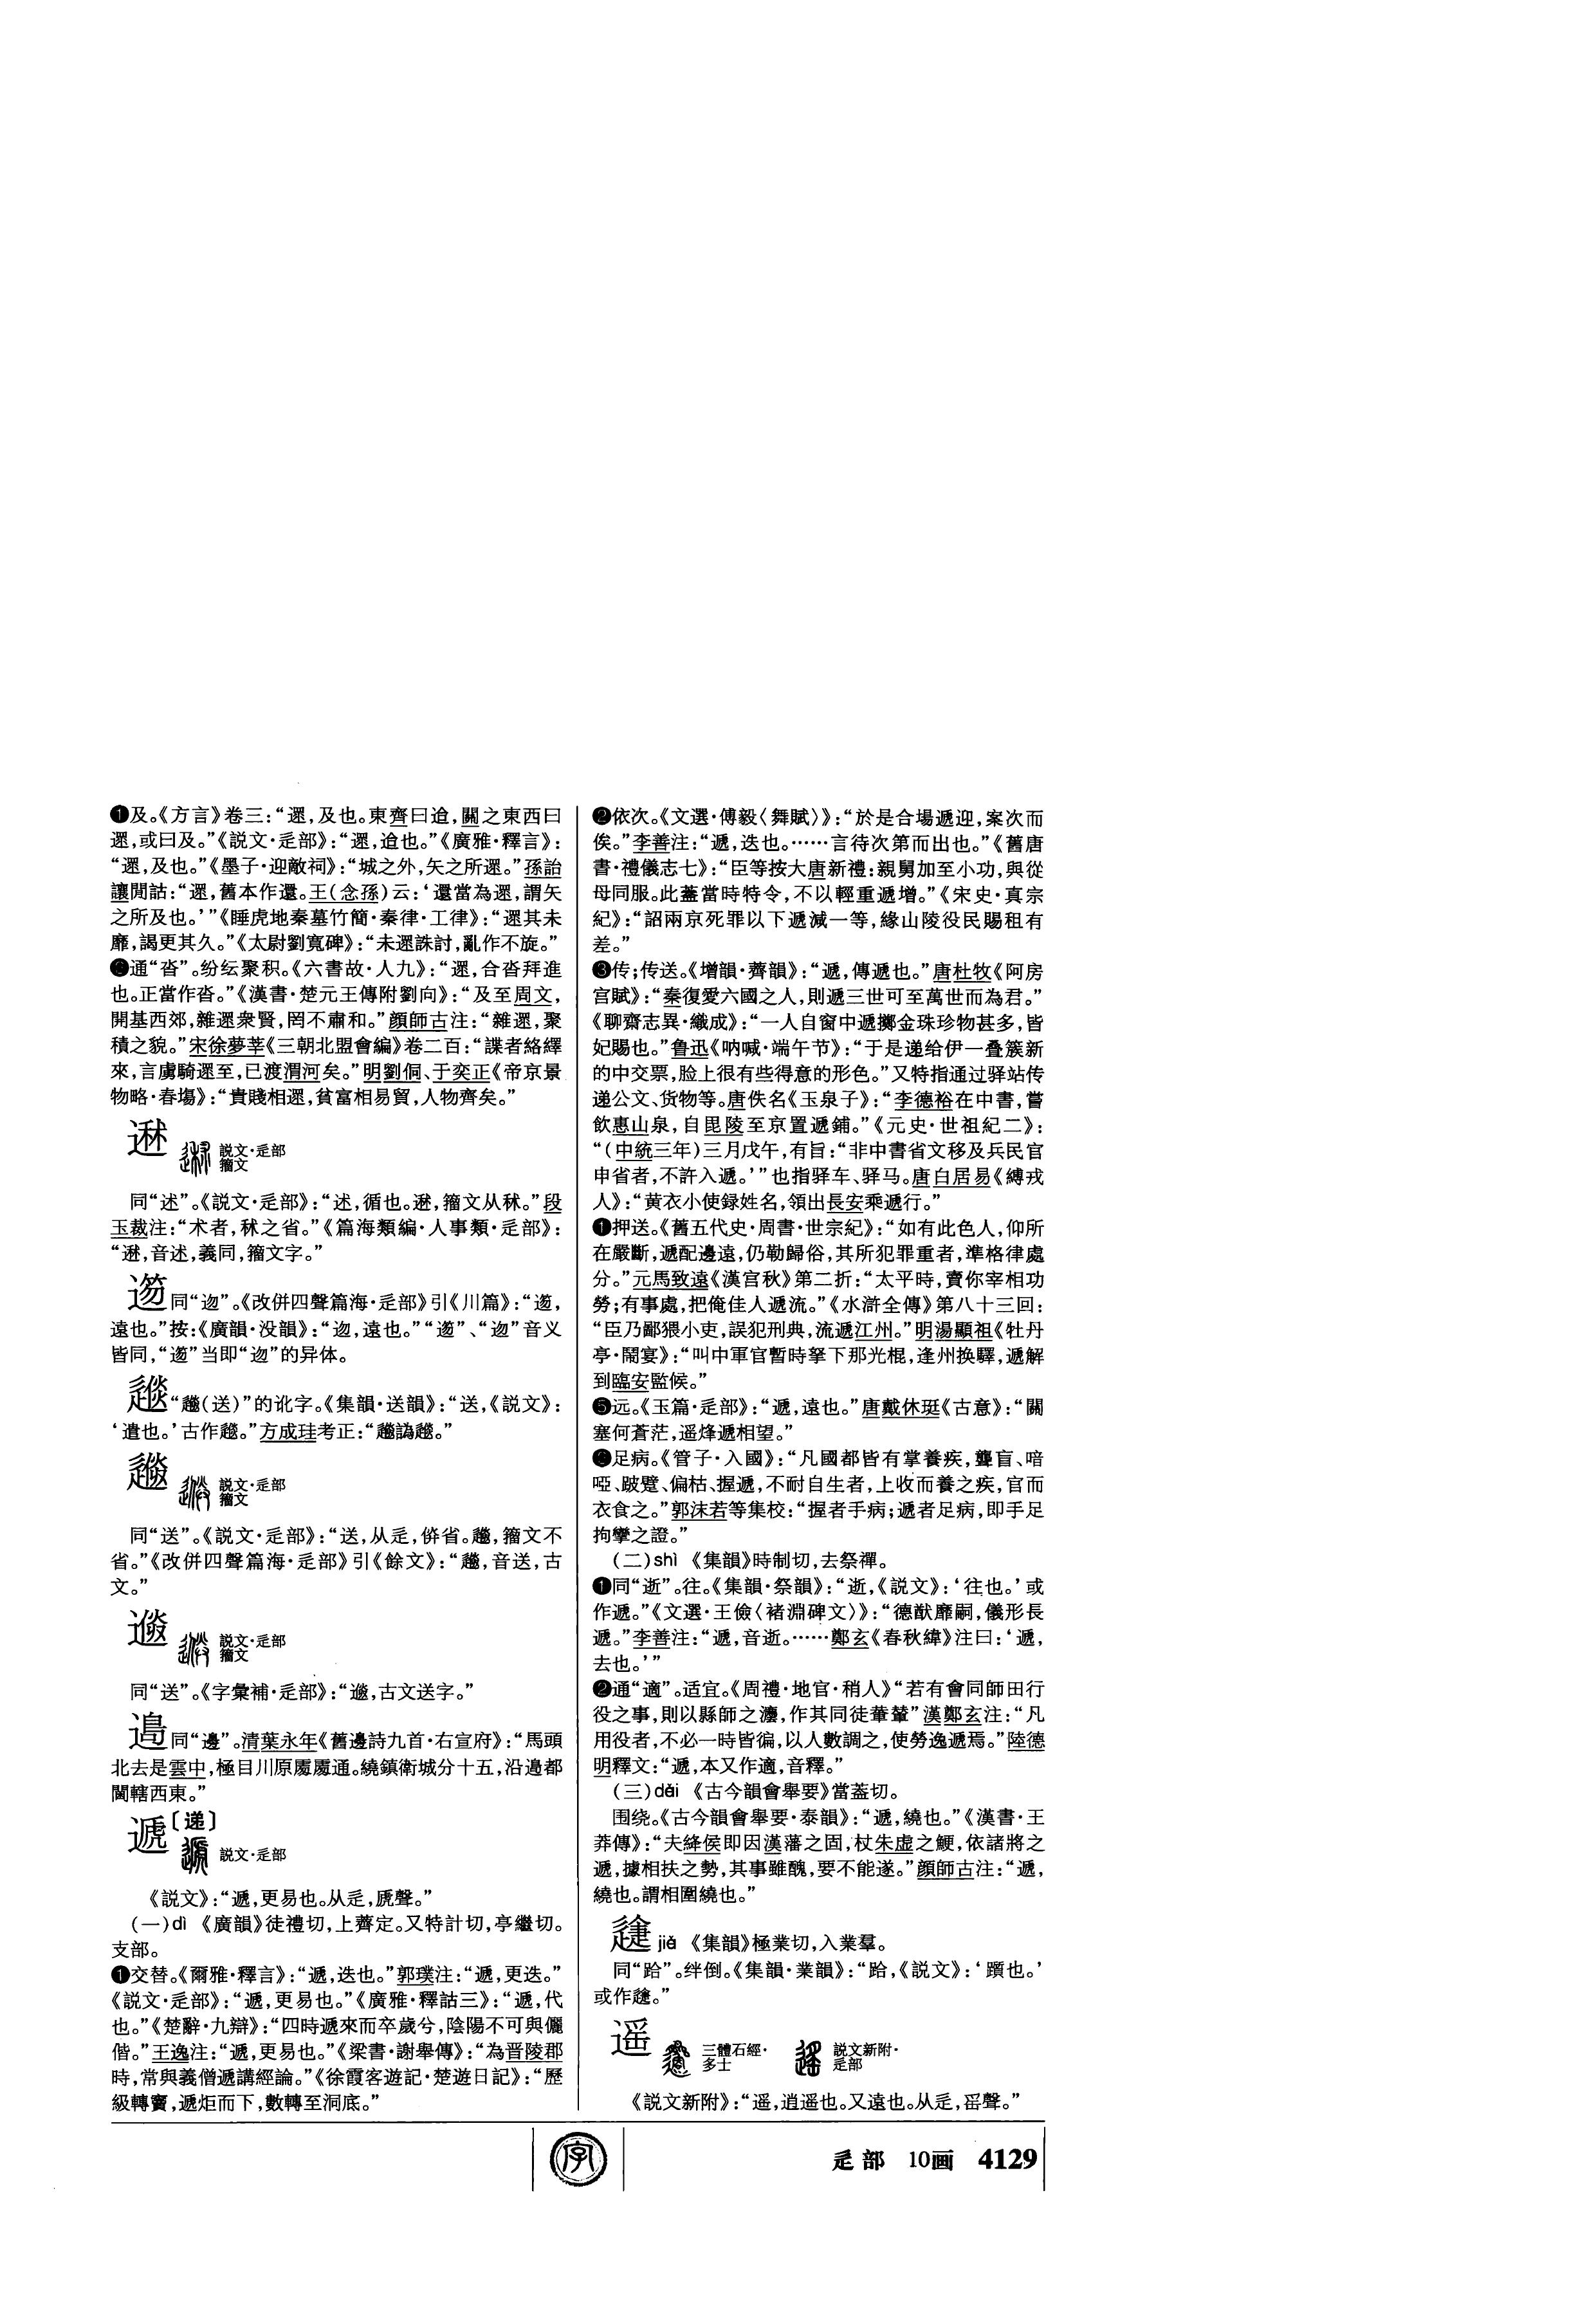 ❶及。《方言》卷三：“遝，及也。東齊曰迨，關之東西曰
遝，或曰及。”《説文·辵部》：“遝，迨也。”《廣雅·釋言》：
“遝，及也。”《墨子·迎敵祠》：“城之外，矢之所遝。”孫詒
讓閒詁：“遝，舊本作還。王（念孫）云：‘還當為遝，謂矢
之所及也。’”《睡虎地秦墓竹簡·秦律·工律》：“遝其未
靡，謁更其久。”《太尉劉寬碑》：“未遝誅討，亂作不旋。”
❷通“沓”。纷纭聚积。《六書故·人九》：“遝，合沓拜進
也。正當作沓。”《漢書·楚元王傳附劉向》：“及至周文，
開基西郊，雜遝衆賢，罔不肅和。”顔師古注：“雜遝，聚
積之貌。”宋徐夢莘《三朝北盟會編》卷二百：“諜者絡繹
來，言虜騎遝至，已渡渭河矣。”明劉侗、于奕正《帝京景
物略·春場》：“貴賤相遝，貧富相易貿，人物齊矣。”
𨒉 説文·辵部
籀文
同“述”。《説文·辵部》：“述，循也。𨒉，籀文从秫。”段
玉裁注：“术者，秫之省。”《篇海類編·人事類·辵部》：
“𨒉，音述，義同，籀文字。”
同“迩”。《改併四聲篇海·辵部》引《川篇》：“
遠也。”按：《廣韻·没韻》：“迩，遠也。”音义
皆同，当即的异体。
（送）”的讹字。《集韻·送韻》：“送，《説文》：
‘遣也。’古作。”方成珪考正：“譌。”
説文·辵部
籀文
同“送”。《説文·辵部》：“送，从辵，倴省。籀文不
省。”《改併四聲篇海·辵部》引《餘文》：“音送，古
文。”
説文·辵部
籀文
同“送”。《字彙補·辵部》：“古文送字。”
同“邊”。清葉永年《舊邊詩九首·右宣府》：“馬頭
北去是雲中，極目川原處處通。繞鎮衛城分十五，沿邊都
閫轄西東。”
遞〔递〕
説文·辵部
《説文》：“遞，更易也。从辵，虒聲。”
（一）dì 《廣韻》徒禮切，上薺定。又特計切，亭繼切。
支部。
❶交替。《爾雅·釋言》：“遞，迭也。”郭璞注：“遞，更迭。”
《説文·辵部》：“遞，更易也。”《廣雅·釋詁三》：“遞，代
也。”《楚辭·九辯》：“四時遞來而卒歲兮，陰陽不可與儷
偕。”王逸注：“遞，更易也。”《梁書·謝舉傳》：“為晋陵郡
時，常與義僧遞講經論。”《徐霞客遊記·楚遊日記》：“歷
級轉竇，遞炬而下，數轉至洞底。”
❷依次。《文選·傅毅〈舞賦〉》：“於是合場遞迎，案次而
俟。”李善注：“遞，迭也。……言待次第而出也。”《舊唐
書·禮儀志七》：“臣等按大唐新禮：親舅加至小功，與從
母同服。此蓋當時特令，不以輕重遞增。”《宋史·真宗
紀》：“詔兩京死罪以下遞減一等，緣山陵役民賜租有
差。”
❸传；传送。《增韻·薺韻》：“遞，傳遞也。”唐杜牧《阿房
宫賦》：“秦復愛六國之人，則遞三世可至萬世而為君。”
《聊齋志異·織成》：“一人自窗中遞擲金珠珍物甚多，皆
妃賜也。”鲁迅《呐喊·端午节》：“于是递给伊一叠簇新
的中交票，脸上很有些得意的形色。”又特指通过驿站传
递公文、货物等。唐佚名《玉泉子》：“李德裕在中書，嘗
飲惠山泉，自毘陵至京置遞鋪。”《元史·世祖紀二》：
“（中統三年）三月戊午，有旨：“非中書省文移及兵民官
申省者，不許入遞。’”也指驿车、驿马。唐白居易《縛戎
人》：“黄衣小使録姓名，領出長安乘遞行。”
❹押送。《舊五代史·周書·世宗紀》：“如有此色人，仰所
在嚴斷，遞配邊遠，仍勒歸俗，其所犯罪重者，準格律處
分。”元馬致遠《漢宫秋》第二折：“太平時，賣你宰相功
勞；有事處，把俺佳人遞流。”《水滸全傳》第八十三回：
“臣乃鄙猥小吏，誤犯刑典，流遞江州。”明湯顯祖《牡丹
亭·鬧宴》：“叫中軍官暫時拏下那光棍，逢州换驛，遞解
到臨安監候。”
❺远。《玉篇·辵部》：“遞，遠也。”唐戴休珽《古意》：“關
塞何蒼茫，遥烽遞相望。”
❻足病。《管子·入國》：“凡國都皆有掌養疾，聾盲、喑
啞、跛躄、偏枯、握遞，不耐自生者，上收而養之疾，官而
衣食之。”郭沫若等集校：“握者手病；遞者足病，即手足
拘攣之證。”
（二）shì 《集韻》時制切，去祭禪。
❶同“逝”。往。《集韻·祭韻》：“逝，《説文》：‘往也。’或
作遞。”《文選·王儉〈褚淵碑文〉》：“德猷靡嗣，儀形長
遞。”李善注：“遞，音逝。……鄭玄《春秋緯》注曰：‘遞，
去也。’”
❷通“適”。适宜。《周禮·地官·稍人》“若有會同師田行
役之事，則以縣師之灋，作其同徒輂輦”漢鄭玄注：“凡
用役者，不必一時皆徧，以人數調之，使勞逸遞焉。”陸德
明釋文：“遞，本又作適，音釋。”
（三）dài 《古今韻會舉要》當蓋切。
围绕。《古今韻會舉要·泰韻》：“遞，繞也。”《漢書·王
莽傳》：“夫絳侯即因漢藩之固，杖朱虚之鯁，依諸將之
遞，據相扶之勢，其事雖醜，要不能遂。”顔師古注：“遞，
繞也。謂相圍繞也。”
jié 《集韻》極業切，入業羣。
同“跲”。绊倒。《集韻·業韻》：“跲，《説文》：‘躓也。’
或作。”
遥 三體石經·
多士 説文新附·
辵部
《説文新附》：“遥，逍遥也。又遠也。从辵，䍃聲。”
字
辵部 10画 4129